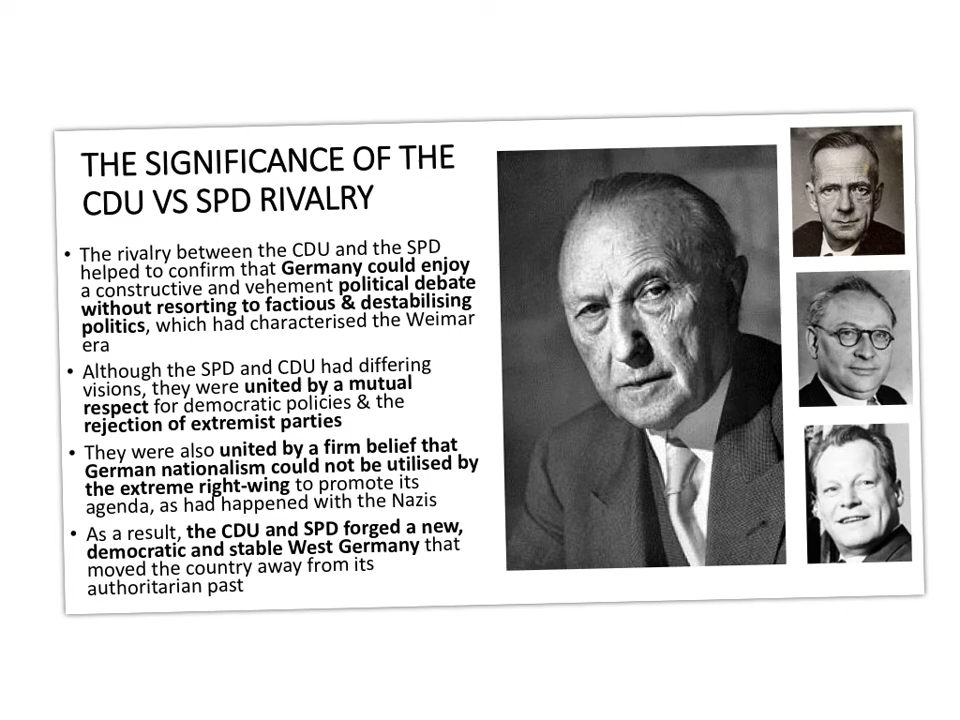 THE SIGNIFICANCE OF THE
CDU VS SPD RIVALRY
• The rivalry between the CDU and the SPD
helped to confirm that Germany could enjoy
a constructive and vehement political debate
without resorting to factious & destabilising
politics, which had characterised the Weimar
era
• Although the SPD and CDU had differing
visions, they were united by a mutual
respect for democratic policies & the
rejection of extremist parties
• They were also united by a firm belief that
German nationalism could not be utilised by
the extreme right-wing to promote its
agenda, as had happened with the Nazis
• As a result, the CDU and SPD forged a new,
democratic and stable West Germany that
moved the country away from its
authoritarian past